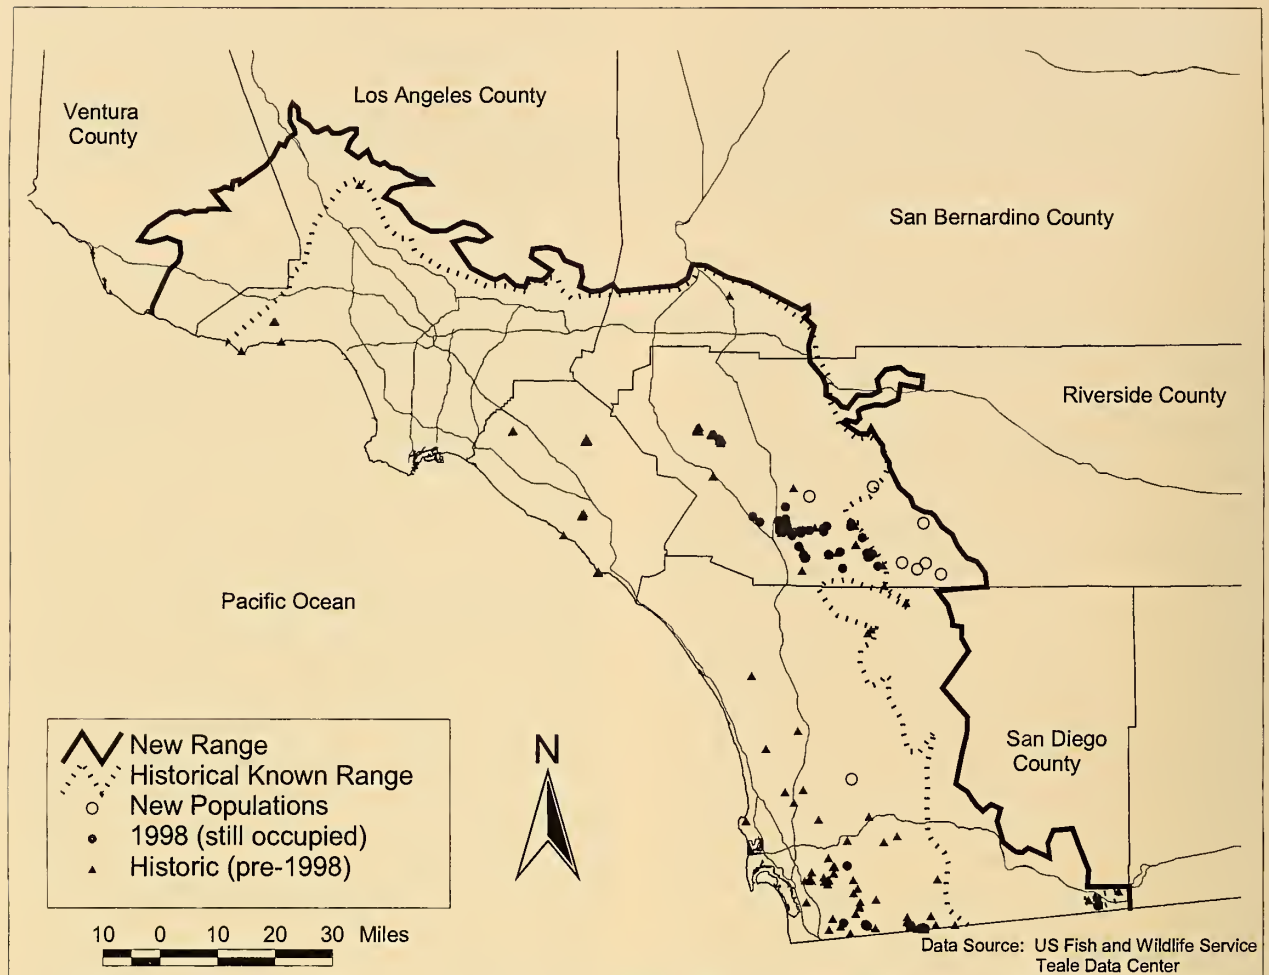 Los Angeles County
Ventura
County
San Bernardino County
Riverside County
Pacific Ocean
San Diego
County
New Range
Historical Known Range
New Populations
1998 (still occupied)
Historic (pre-1998)
N
10 0 10 20 30 Miles
Data Source: US Fish and Wildlife Service
Teale Data Center